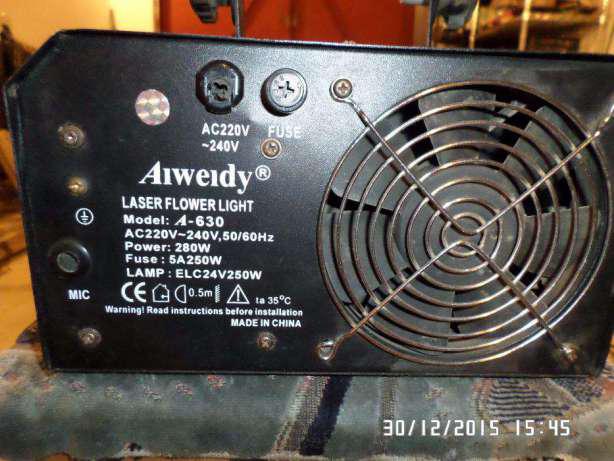 AC220V
~240V
FUSE
Aiweidy®
LASER FLOWER LIGHT
Model: A-630
AC220V~240V,50/60Hz
Power: 280W
Fuse : 5A250W
LAMP : ELC24V250W
MIC
CE 0.5m ta 35°C
Warning! Read instructions before installation
MADE IN CHINA
30/12/2015 15:45